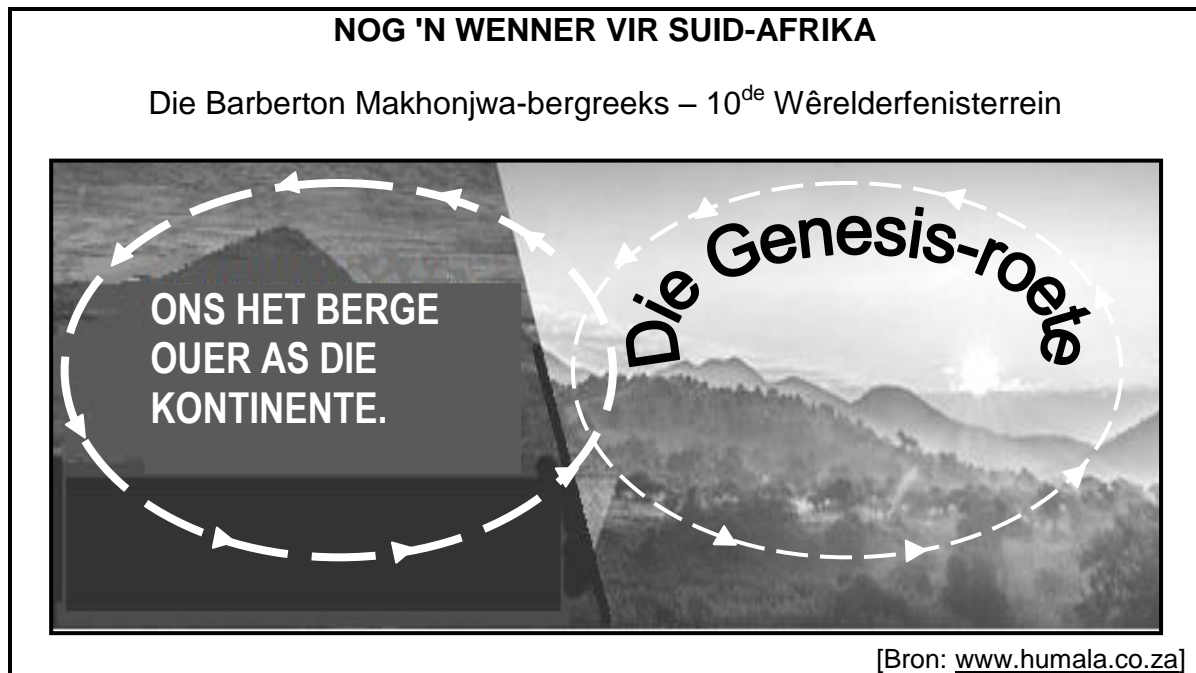 NOG 'N WENNER VIR SUID-AFRIKA
Die Barberton Makhonjwa-bergreeks – 10de Wêrelderfenisterrein
ONS HET BERGE
OUER AS DIE
KONTINENTE.
Die Genesis-roete
[Bron: www.humala.co.za]